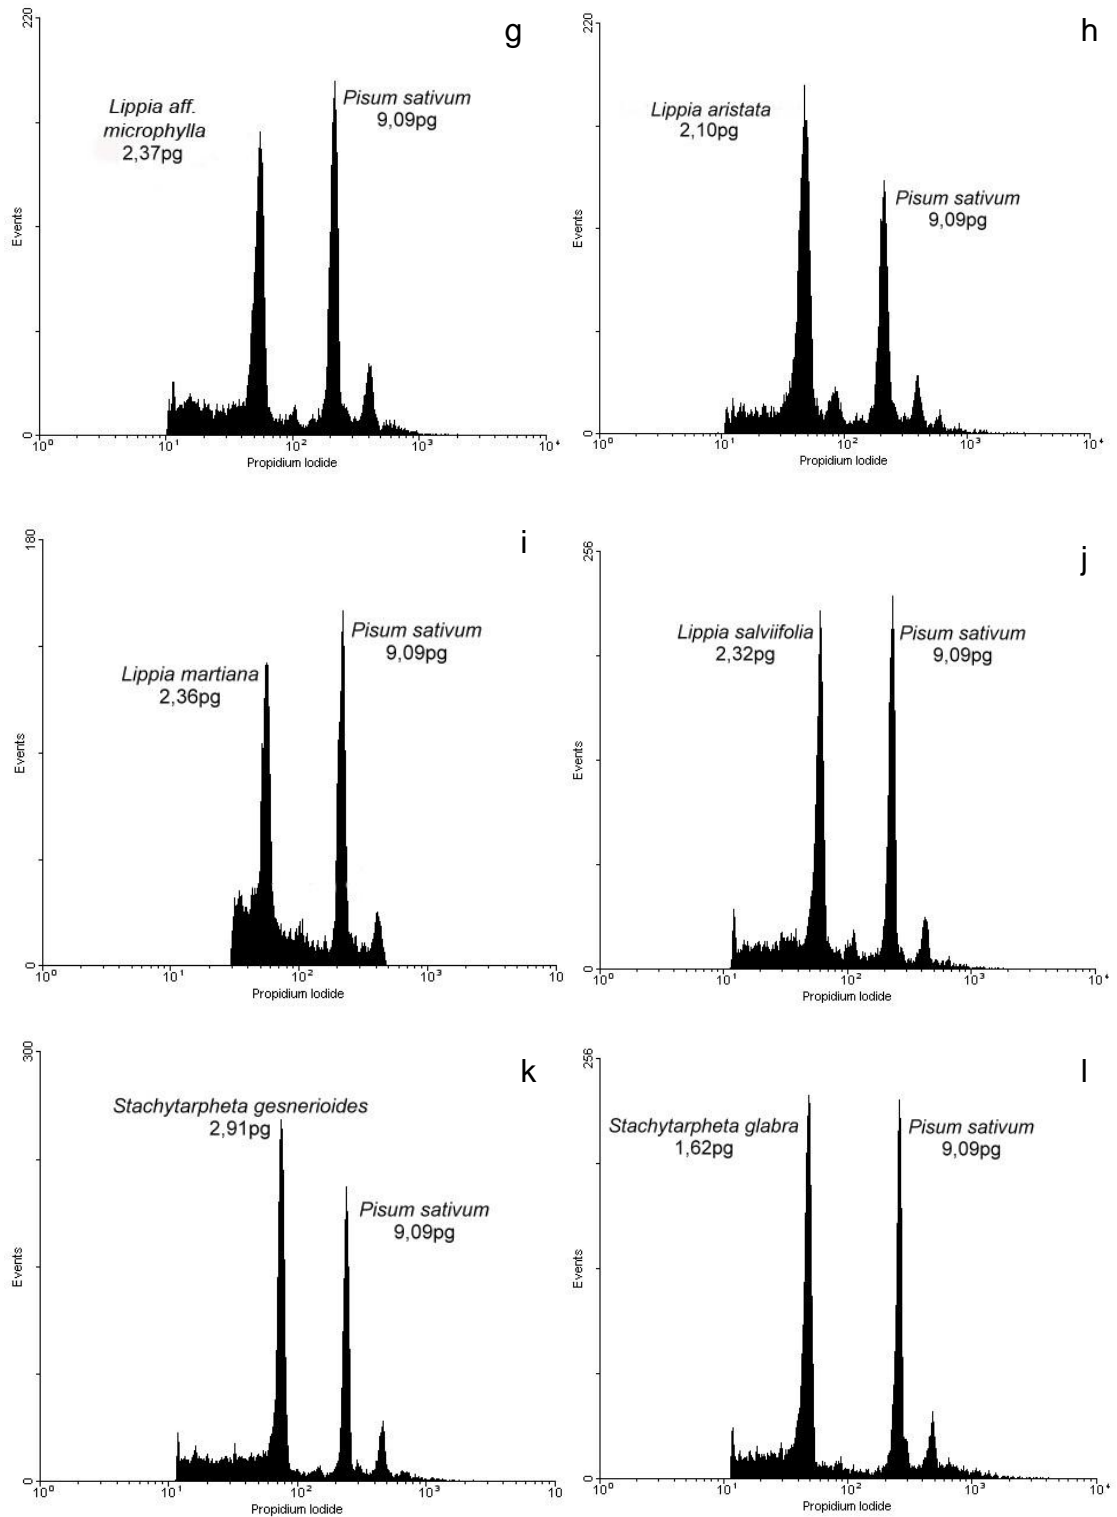 g
220
Lippia aff.
microphylla
2,37pg
Pisum sativum
9,09pg
Events
0
10⁰ 10¹ 10² 10³ 10⁴
Propidium Iodide
h
220
Lippia aristata
2,10pg
Pisum sativum
9,09pg
Events
0
10⁰ 10¹ 10² 10³ 10⁴
Propidium Iodide
i
180
Lippia martiana
2,36pg
Pisum sativum
9,09pg
Events
0
10⁰ 10¹ 10² 10³ 10
Propidium Iodide
j
256
Lippia salviifolia
2,32pg
Pisum sativum
9,09pg
Events
0
10⁰ 10¹ 10² 10³ 10⁴
Propidium Iodide
k
300
Stachytarpheta gesnerioides
2,91pg
Pisum sativum
9,09pg
Events
0
10⁰ 10¹ 10² 10³ 10
Propidium Iodide
l
256
Stachytarpheta glabra
1,62pg
Pisum sativum
9,09pg
Events
0
10⁰ 10¹ 10² 10³ 10⁴
Propidium Iodide